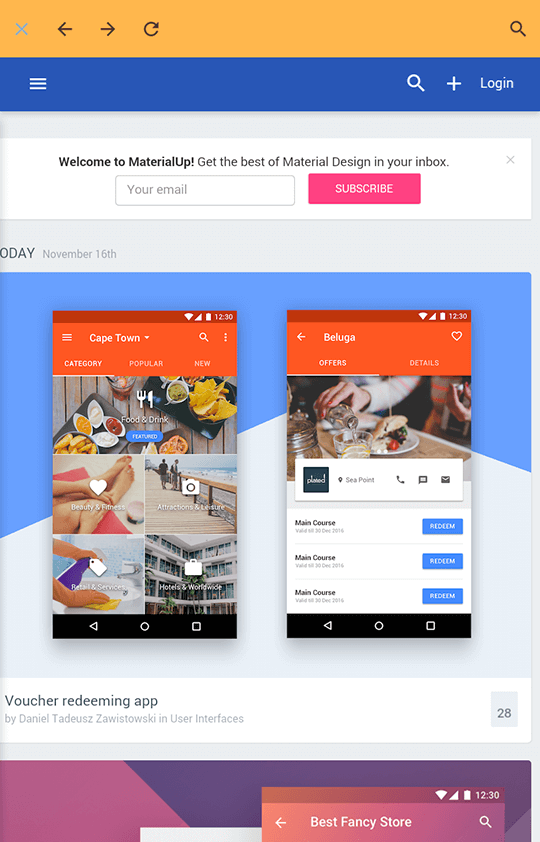 Login
Welcome to MaterialUp! Get the best of Material Design in your inbox.
Your email
SUBSCRIBE
ODAY November 16th
12:30
Cape Town
CATEGORY POPULAR NEW
Food & Drink
FEATURED
Beauty & Fitness
Attractions & Leisure
Retail & Services
Hotels & Worldwide
12:30
Beluga
OFFERS DETAILS
plated
Sea Point
Main Course
Valid till 30 Dec 2016
REDEEM
Main Course
Valid till 30 Dec 2016
REDEEM
Main Course
Valid till 30 Dec 2016
REDEEM
Voucher redeeming app
by Daniel Tadeusz Zawistowski in User Interfaces
28
12:30
Best Fancy Store